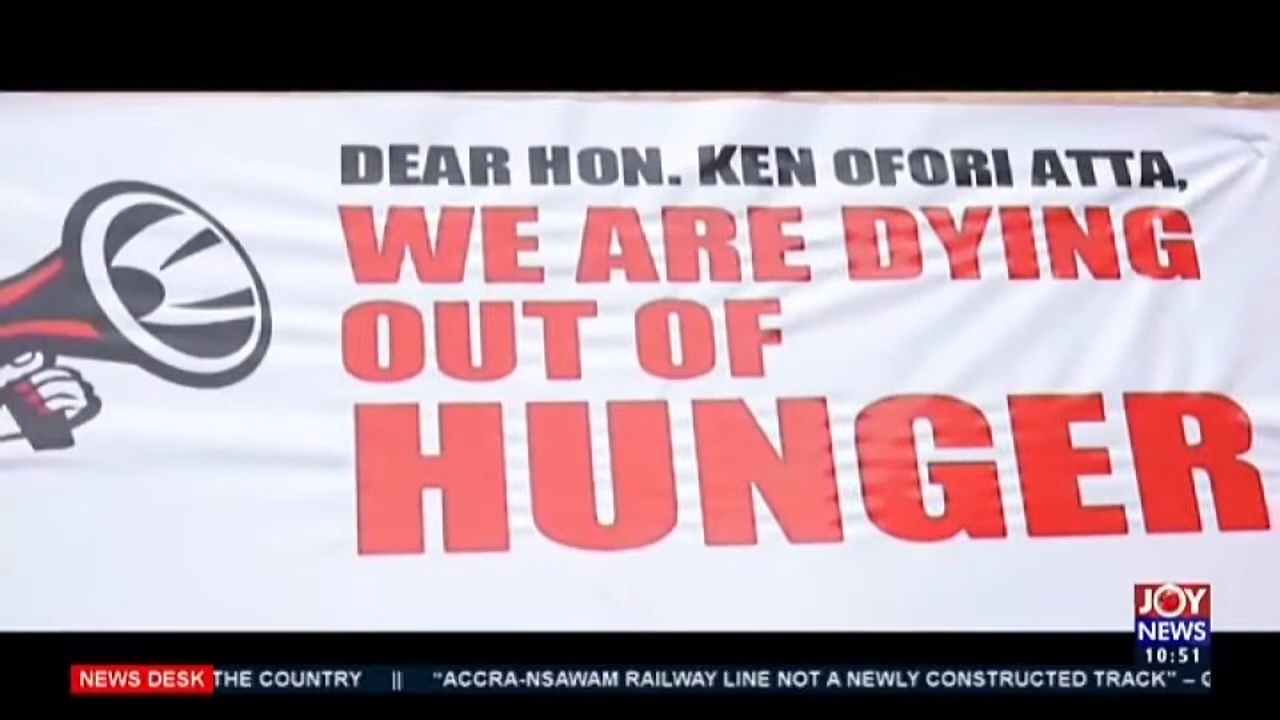 DEAR HON. KEN OFORI ATTA,
WE ARE DYING
OUT OF
HUNGER
JOY
NEWS
10:51
NEWS DESK THE COUNTRY || “ACCRA-NSAWAM RAILWAY LINE NOT A NEWLY CONSTRUCTED TRACK” –